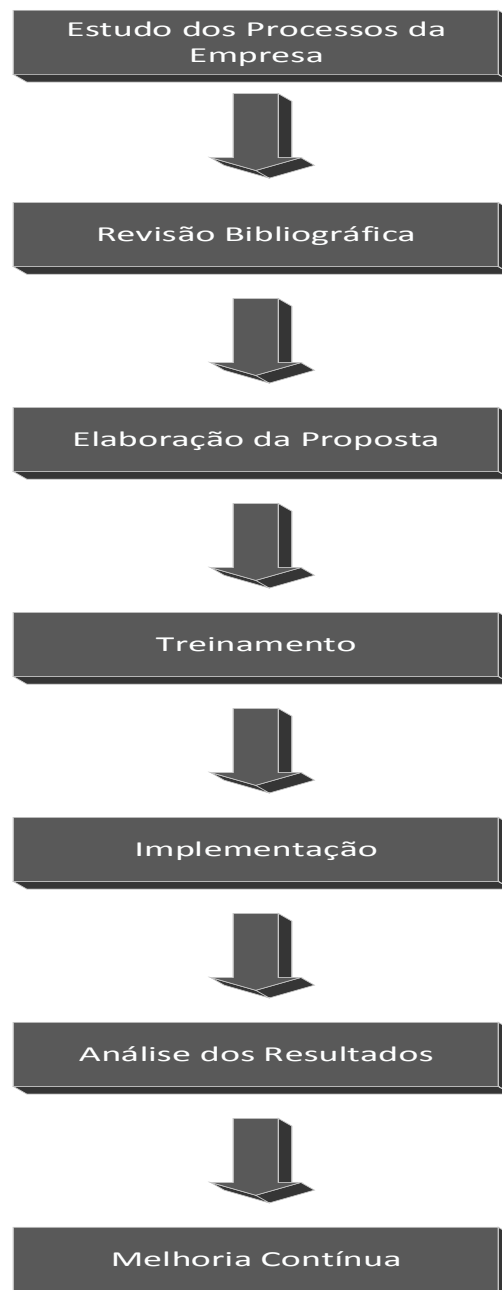 Estudo dos Processos da
Empresa
Revisão Bibliográfica
Elaboração da Proposta
Treinamento
Implementação
Análise dos Resultados
Melhoria Contínua